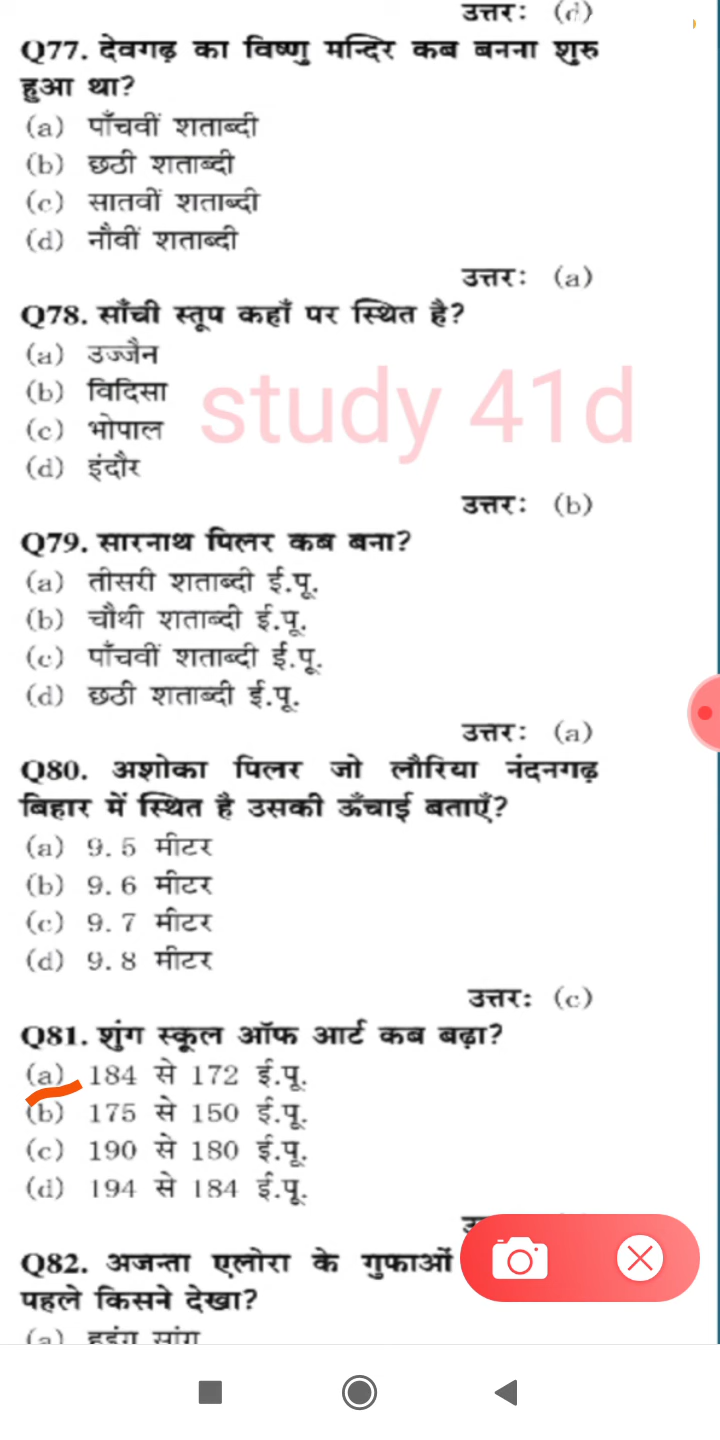 उत्तरः (d)
Q77. देवगढ़ का विष्णु मन्दिर कब बनना शुरु
हुआ था?
(a) पाँचवीं शताब्दी
(b) छठी शताब्दी
(c) सातवीं शताब्दी
(d) नौवीं शताब्दी
उत्तरः (a)
Q78. साँची स्तूप कहाँ पर स्थित है?
(a) उज्जैन
(b) विदिसा
(c) भोपाल
(d) इंदौर
study 41d
उत्तरः (b)
Q79. सारनाथ पिलर कब बना?
(a) तीसरी शताब्दी ई.पू.
(b) चौथी शताब्दी ई.पू.
(c) पाँचवीं शताब्दी ई.पू.
(d) छठी शताब्दी ई.पू.
उत्तरः (a)
Q80. अशोका पिलर जो लौरिया नंदनगढ़
बिहार में स्थित है उसकी ऊँचाई बताएँ?
(a) 9.5 मीटर
(b) 9.6 मीटर
(c) 9.7 मीटर
(d) 9.8 मीटर
उत्तरः (c)
Q81. शुंग स्कूल ऑफ आर्ट कब बढ़ा?
(a) 184 से 172 ई.पू.
(b) 175 से 150 ई.पू.
(c) 190 से 180 ई.पू.
(d) 194 से 184 ई.पू.
Q82. अजन्ता एलोरा के गुफाओं
पहले किसने देखा?
(a)